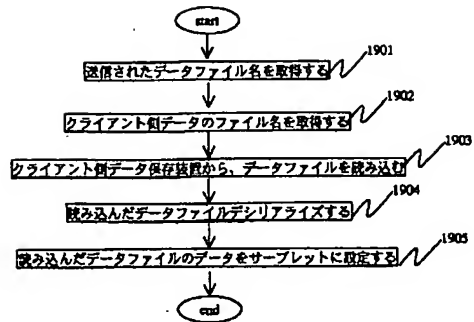 start
送信されたデータファイル名を取得する
1901
クライアント側データのファイル名を取得する
1902
クライアント側データ保存装置から、データファイルを読み込む
1903
読み込んだデータファイルデシリアライズする
1904
読み込んだデータファイルのデータをサーブレットに設定する
1905
end